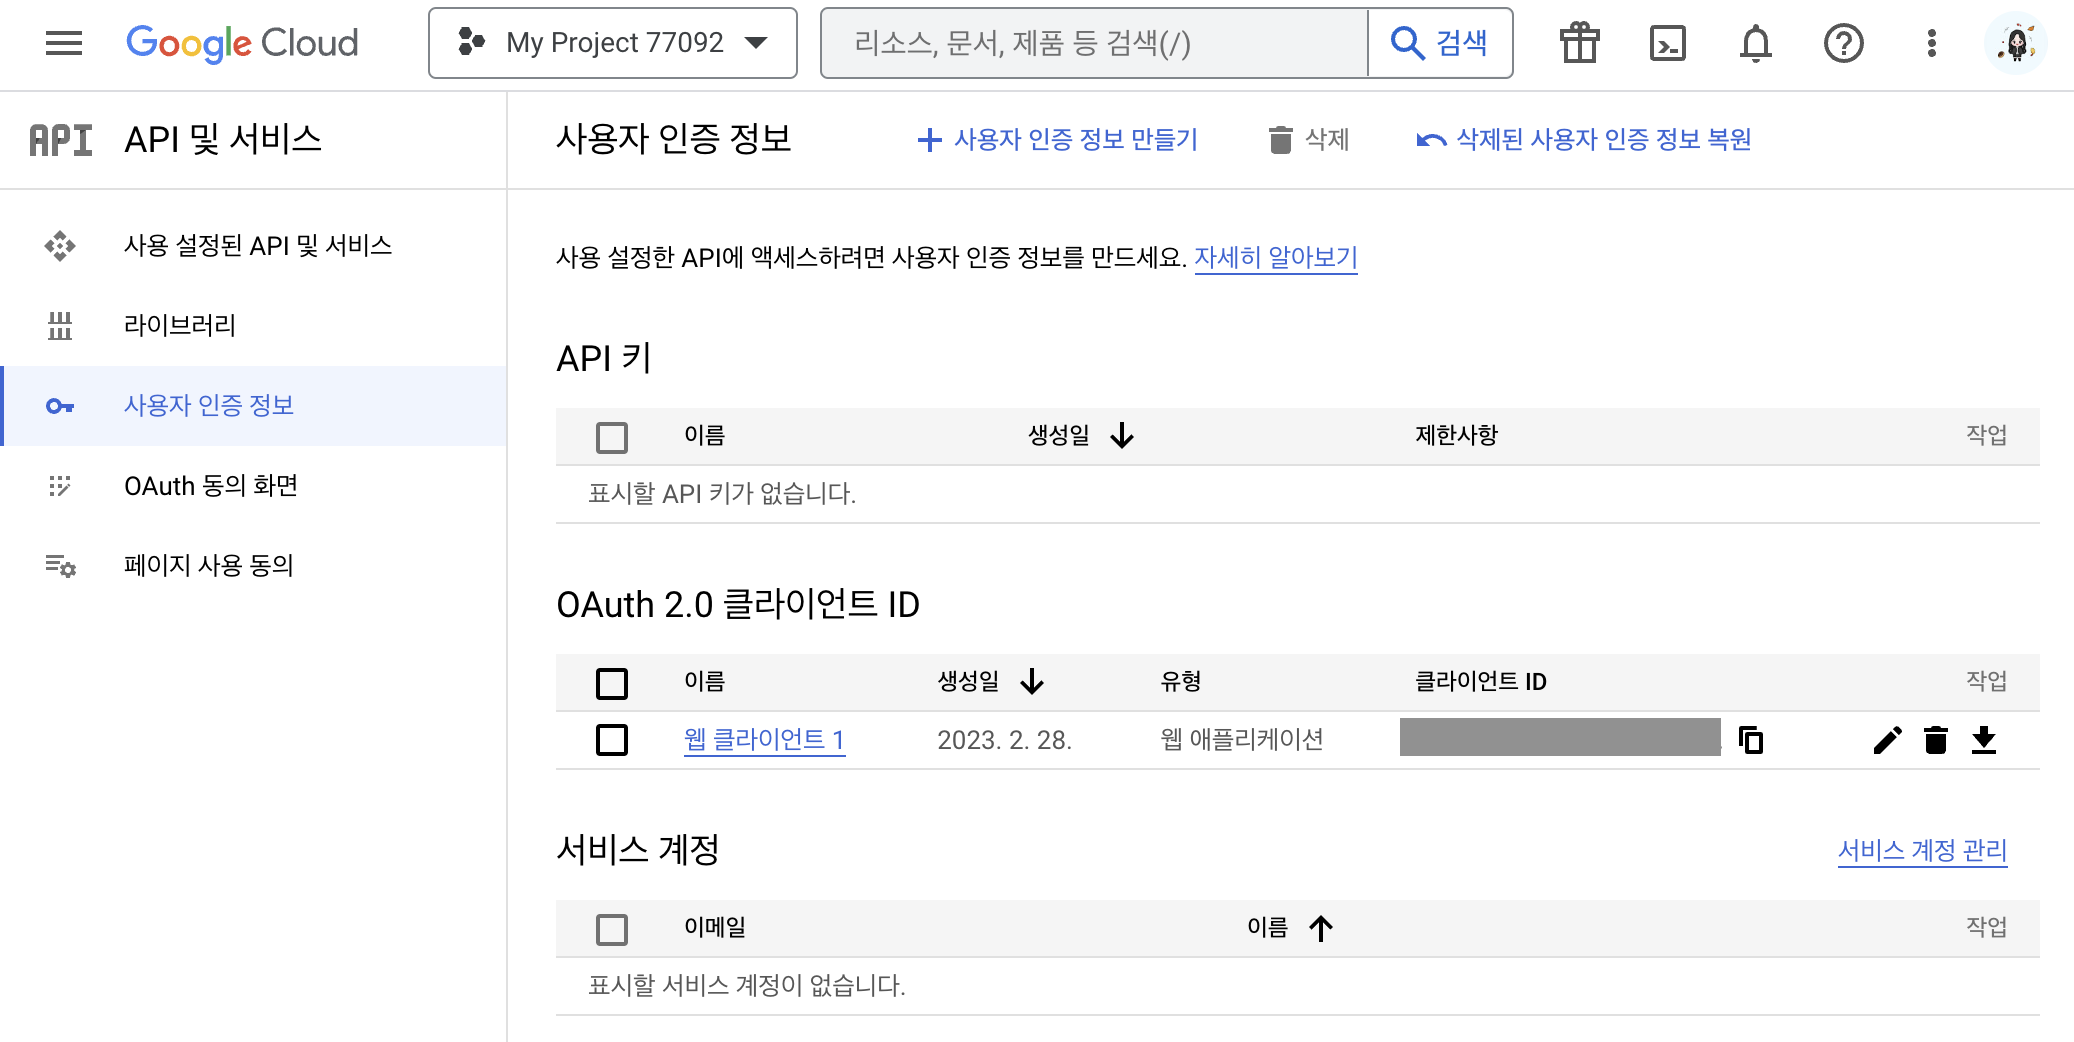 Google Cloud
My Project 77092
리소스, 문서, 제품 등 검색(/)
검색
API
API 및 서비스
사용자 인증 정보
사용자 인증 정보 만들기
삭제
삭제된 사용자 인증 정보 복원
사용 설정된 API 및 서비스
라이브러리
사용자 인증 정보
OAuth 동의 화면
페이지 사용 동의
사용 설정한 API에 액세스하려면 사용자 인증 정보를 만드세요. 자세히 알아보기
API 키
이름 생성일 제한사항 작업
표시할 API 키가 없습니다.
OAuth 2.0 클라이언트 ID
이름 생성일 유형 클라이언트 ID 작업
웹 클라이언트 1 2023. 2. 28. 웹 애플리케이션
서비스 계정
서비스 계정 관리
이메일 이름 작업
표시할 서비스 계정이 없습니다.